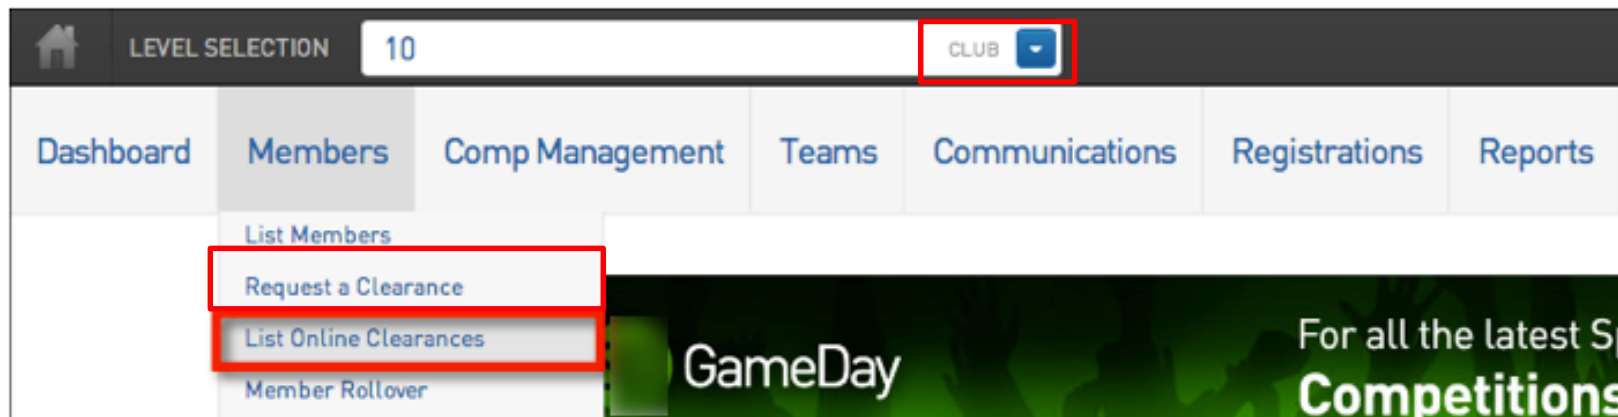 LEVEL SELECTION 10 CLUB
Dashboard Members Comp Management Teams Communications Registrations Reports
List Members
Request a Clearance
List Online Clearances
Member Rollover
GameDay
For all the latest
Competitions